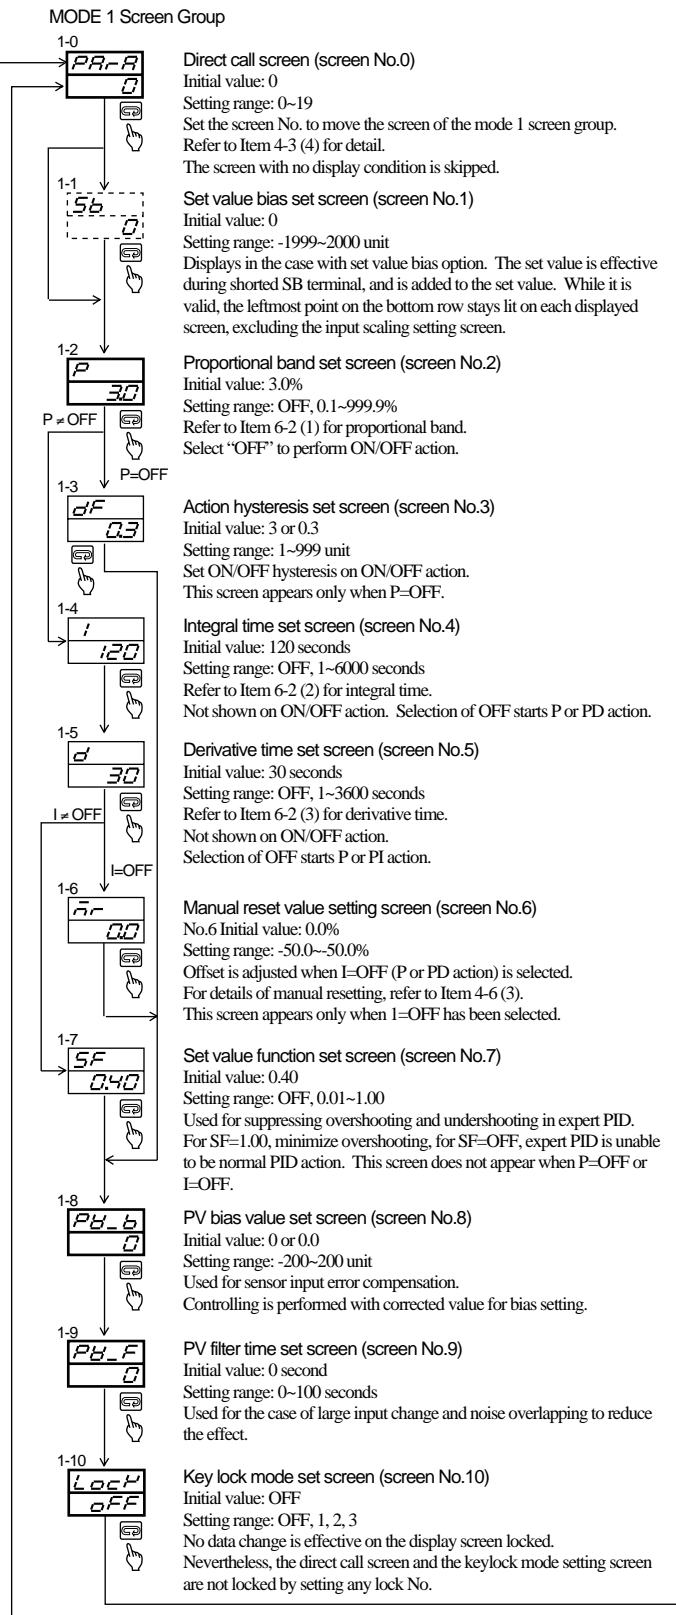 MODE 1 Screen Group
1-0
PArA
0
Direct call screen (screen No.0)
Initial value: 0
Setting range: 0~19
Set the screen No. to move the screen of the mode 1 screen group.
Refer to Item 4-3 (4) for detail.
The screen with no display condition is skipped.
1-1
Sb
0
Set value bias set screen (screen No.1)
Initial value: 0
Setting range: -1999~2000 unit
Displays in the case with set value bias option. The set value is effective
during shorted SB terminal, and is added to the set value. While it is
valid, the leftmost point on the bottom row stays lit on each displayed
screen, excluding the input scaling setting screen.
1-2
P
3.0
Proportional band set screen (screen No.2)
Initial value: 3.0%
Setting range: OFF, 0.1~999.9%
Refer to Item 6-2 (1) for proportional band.
Select “OFF” to perform ON/OFF action.
P ≠ OFF
P=OFF
1-3
dF
0.3
Action hysteresis set screen (screen No.3)
Initial value: 3 or 0.3
Setting range: 1~999 unit
Set ON/OFF hysteresis on ON/OFF action.
This screen appears only when P=OFF.
1-4
I
120
Integral time set screen (screen No.4)
Initial value: 120 seconds
Setting range: OFF, 1~6000 seconds
Refer to Item 6-2 (2) for integral time.
Not shown on ON/OFF action. Selection of OFF starts P or PD action.
1-5
d
30
Derivative time set screen (screen No.5)
Initial value: 30 seconds
Setting range: OFF, 1~3600 seconds
Refer to Item 6-2 (3) for derivative time.
Not shown on ON/OFF action.
Selection of OFF starts P or PI action.
I ≠ OFF
I=OFF
1-6
n̄r
0.0
Manual reset value setting screen (screen No.6)
No.6 Initial value: 0.0%
Setting range: -50.0~-50.0%
Offset is adjusted when I=OFF (P or PD action) is selected.
For details of manual resetting, refer to Item 4-6 (3).
This screen appears only when 1=OFF has been selected.
1-7
SF
0.40
Set value function set screen (screen No.7)
Initial value: 0.40
Setting range: OFF, 0.01~1.00
Used for suppressing overshooting and undershooting in expert PID.
For SF=1.00, minimize overshooting, for SF=OFF, expert PID is unable
to be normal PID action. This screen does not appear when P=OFF or
I=OFF.
1-8
PV_b
0
PV bias value set screen (screen No.8)
Initial value: 0 or 0.0
Setting range: -200~200 unit
Used for sensor input error compensation.
Controlling is performed with corrected value for bias setting.
1-9
PV_F
0
PV filter time set screen (screen No.9)
Initial value: 0 second
Setting range: 0~100 seconds
Used for the case of large input change and noise overlapping to reduce
the effect.
1-10
LocK
oFF
Key lock mode set screen (screen No.10)
Initial value: OFF
Setting range: OFF, 1, 2, 3
No data change is effective on the display screen locked.
Nevertheless, the direct call screen and the keylock mode setting screen
are not locked by setting any lock No.